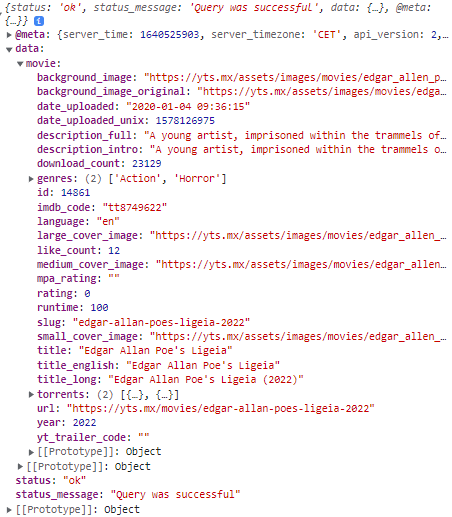 {status: 'ok', status_message: 'Query was successful', data: {…}, @meta:
{…}} i
▶ @meta: {server_time: 1640525903, server_timezone: 'CET', api_version: 2,…
▼ data:
▼ movie:
background_image: "https://yts.mx/assets/images/movies/edgar_allen_p…
background_image_original: "https://yts.mx/assets/images/movies/edga…
date_uploaded: "2020-01-04 09:36:15"
date_uploaded_unix: 1578126975
description_full: "A young artist, imprisoned within the trammels of…
description_intro: "A young artist, imprisoned within the trammels o…
download_count: 23129
▶ genres: (2) ['Action', 'Horror']
id: 14861
imdb_code: "tt8749622"
language: "en"
large_cover_image: "https://yts.mx/assets/images/movies/edgar_allen_…
like_count: 12
medium_cover_image: "https://yts.mx/assets/images/movies/edgar_allen…
mpa_rating: ""
rating: 0
runtime: 100
slug: "edgar-allan-poes-ligeia-2022"
small_cover_image: "https://yts.mx/assets/images/movies/edgar_allen_…
title: "Edgar Allan Poe's Ligeia"
title_english: "Edgar Allan Poe's Ligeia"
title_long: "Edgar Allan Poe's Ligeia (2022)"
▶ torrents: (2) [{…}, {…}]
url: "https://yts.mx/movies/edgar-allan-poes-ligeia-2022"
year: 2022
yt_trailer_code: ""
▶ [[Prototype]]: Object
▶ [[Prototype]]: Object
status: "ok"
status_message: "Query was successful"
▶ [[Prototype]]: Object